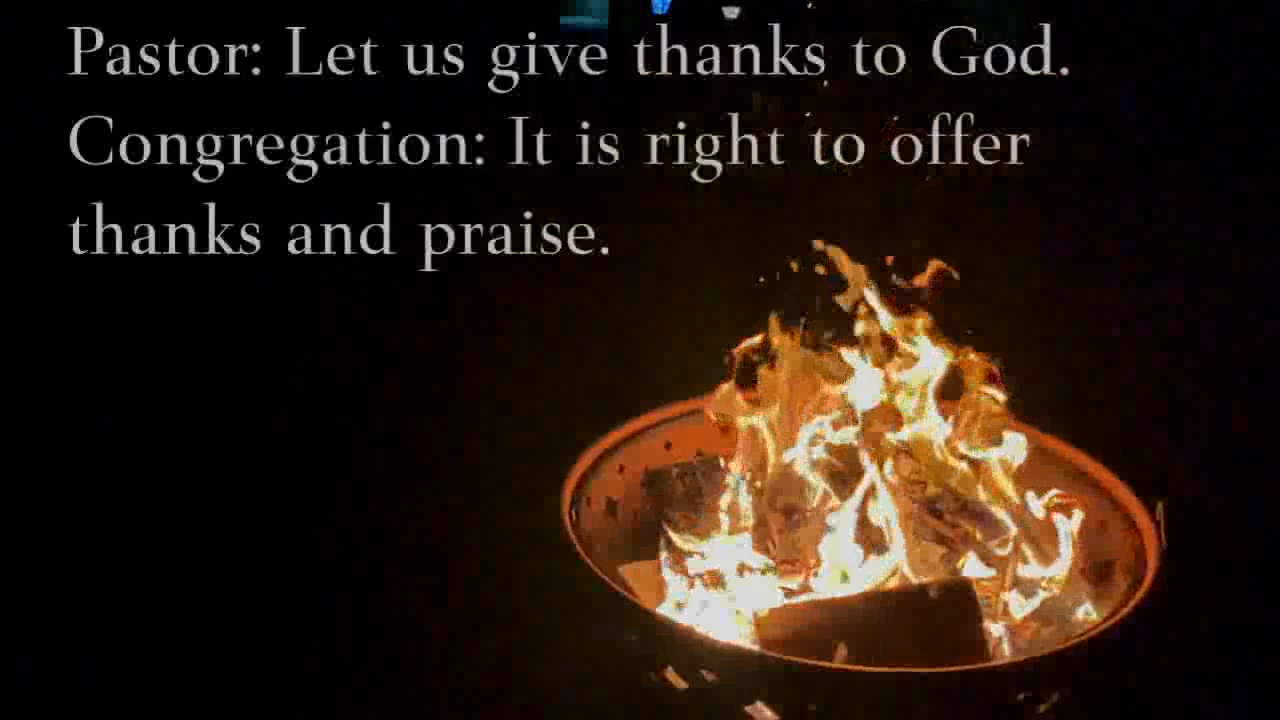 Pastor: Let us give thanks to God.
Congregation: It is right to offer
thanks and praise.